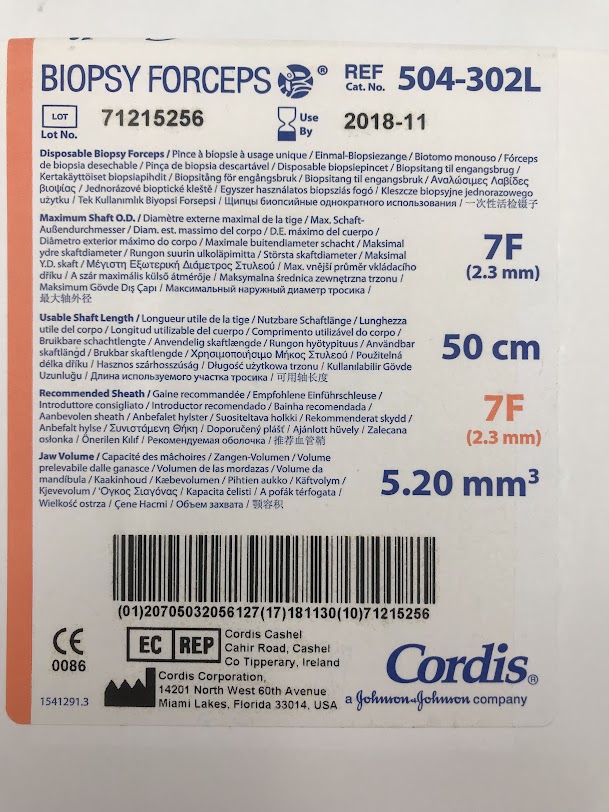 BIOPSY FORCEPS ® REF 504-302L
Cat. No.
LOT 71215256 Use 2018-11
Lot No. By
Disposable Biopsy Forceps / Pince à biopsie à usage unique / Einmal-Biopsiezange / Biotomo monouso / Fórceps
de biopsia desechable / Pinça de biopsia descartável / Disposable biopsiepincet / Biopsitang til engangsbrug /
Kertakäyttöiset biopsiapihdit / Biopsitång för engångsbruk / Biopsitang til engangsbruk / Αναλώσιμες Λαβίδες
βιοψίας / Jednorázové bioptické kleště / Egyszer használatos biopsziás fogó / Kleszcze biopsyjne jednorazowego
użytku / Tek Kullanımlık Biyopsi Forsepsi / Щипцы биопсийные однократного использования / 一次性活检镊子
Maximum Shaft O.D. / Diamètre externe maximal de la tige / Max. Schaft-
Außendurchmesser / Diam. est. massimo del corpo / D.E. máximo del cuerpo /
Diâmetro exterior máximo do corpo / Maximale buitendiameter schacht / Maksimal
ydre skaftdiameter / Rungon suurin ulkoläpimitta / Största skaftdiameter / Maksimal
Y.D. skaft / Μέγιστη Εξωτερική Διάμετρος Στυλεού / Max. vnější průměr vkládacího
dříku / A szár maximális külső átmérője / Maksymalna średnica zewnętrzna trzonu /
Maksimum Gövde Dış Çapı / Максимальный наружный диаметр тросика /
最大轴外径
7F
(2.3 mm)
Usable Shaft Length / Longueur utile de la tige / Nutzbare Schaftlänge / Lunghezza
utile del corpo / Longitud utilizable del cuerpo / Comprimento utilizável do corpo /
Bruikbare schachtlengte / Anvendelig skaftlængde / Rungon hyötypituus / Användbar
skaftlängd / Brukbar skaftlengde / Χρησιμοποιήσιμο Μήκος Στυλεού / Použitelná
délka dříku / Hasznos szárhosszúság / Długość użytkowa trzonu / Kullanılabilir Gövde
Uzunluğu / Длина используемого участка тросика / 可用轴长度
50 cm
Recommended Sheath / Gaine recommandée / Empfohlene Einführschleuse /
Introduttore consigliato / Introductor recomendado / Bainha recomendada /
Aanbevolen sheath / Anbefalet hylster / Suositeltava holkki / Rekommenderat skydd /
Anbefalt hylse / Συνιστάμενη Θήκη / Doporučený plášť / Ajánlott hüvely / Zalecana
osłonka / Önerilen Kılıf / Рекомендуемая оболочка / 推荐血管鞘
7F
(2.3 mm)
Jaw Volume / Capacité des mâchoires / Zangen-Volumen / Volume
prelevabile dalle ganasce / Volumen de las mordazas / Volume da
mandíbula / Kaakinhoud / Kæbevolumen / Pihtien aukko / Käftvolym /
Kjevevolum / Όγκος Σιαγόνας / Kapacita čelisti / A pofák térfogata /
Wielkość ostrza / Çene Hacmi / Объем захвата / 颚容积
5.20 mm³
(01)20705032056127(17)181130(10)71215256
CE
0086
EC REP
Cordis Cashel
Cahir Road, Cashel
Co Tipperary, Ireland
Cordis Corporation,
14201 North West 60th Avenue
Miami Lakes, Florida 33014, USA
Cordis®
a Johnson & Johnson company
1541291.3